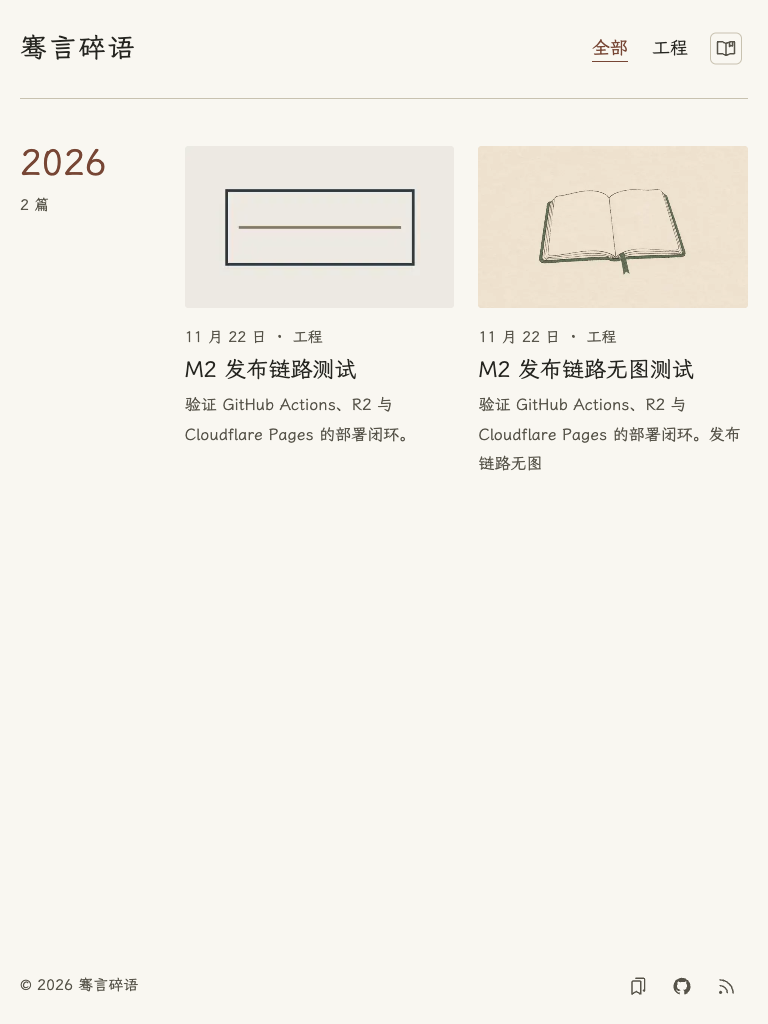 骞言碎语
全部
工程
2026
2 篇
11 月 22 日 · 工程
M2 发布链路测试
验证 GitHub Actions、R2 与
Cloudflare Pages 的部署闭环。
11 月 22 日 · 工程
M2 发布链路无图测试
验证 GitHub Actions、R2 与
Cloudflare Pages 的部署闭环。发布
链路无图
© 2026 骞言碎语